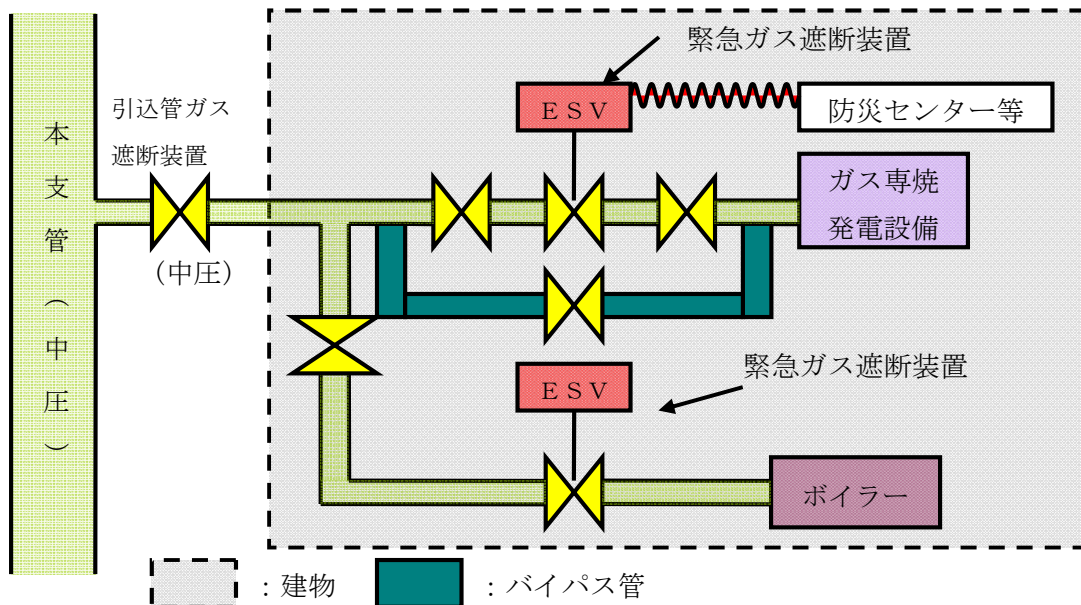 緊急ガス遮断装置
ＥＳＶ
防災センター等
引込管ガス
遮断装置
本支管（中圧）
（中圧）
ガス専焼
発電設備
緊急ガス遮断装置
ＥＳＶ
ボイラー
：建物
：バイパス管